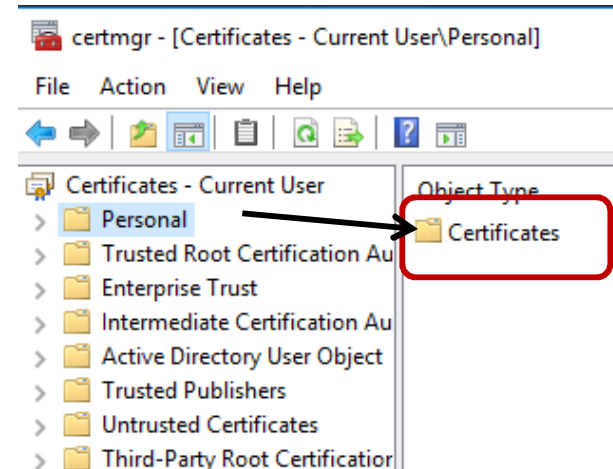 certmgr - [Certificates - Current User\Personal]
File Action View Help
Certificates - Current User
Personal
Trusted Root Certification Au
Enterprise Trust
Intermediate Certification Au
Active Directory User Object
Trusted Publishers
Untrusted Certificates
Third-Party Root Certification
Object Type
Certificates